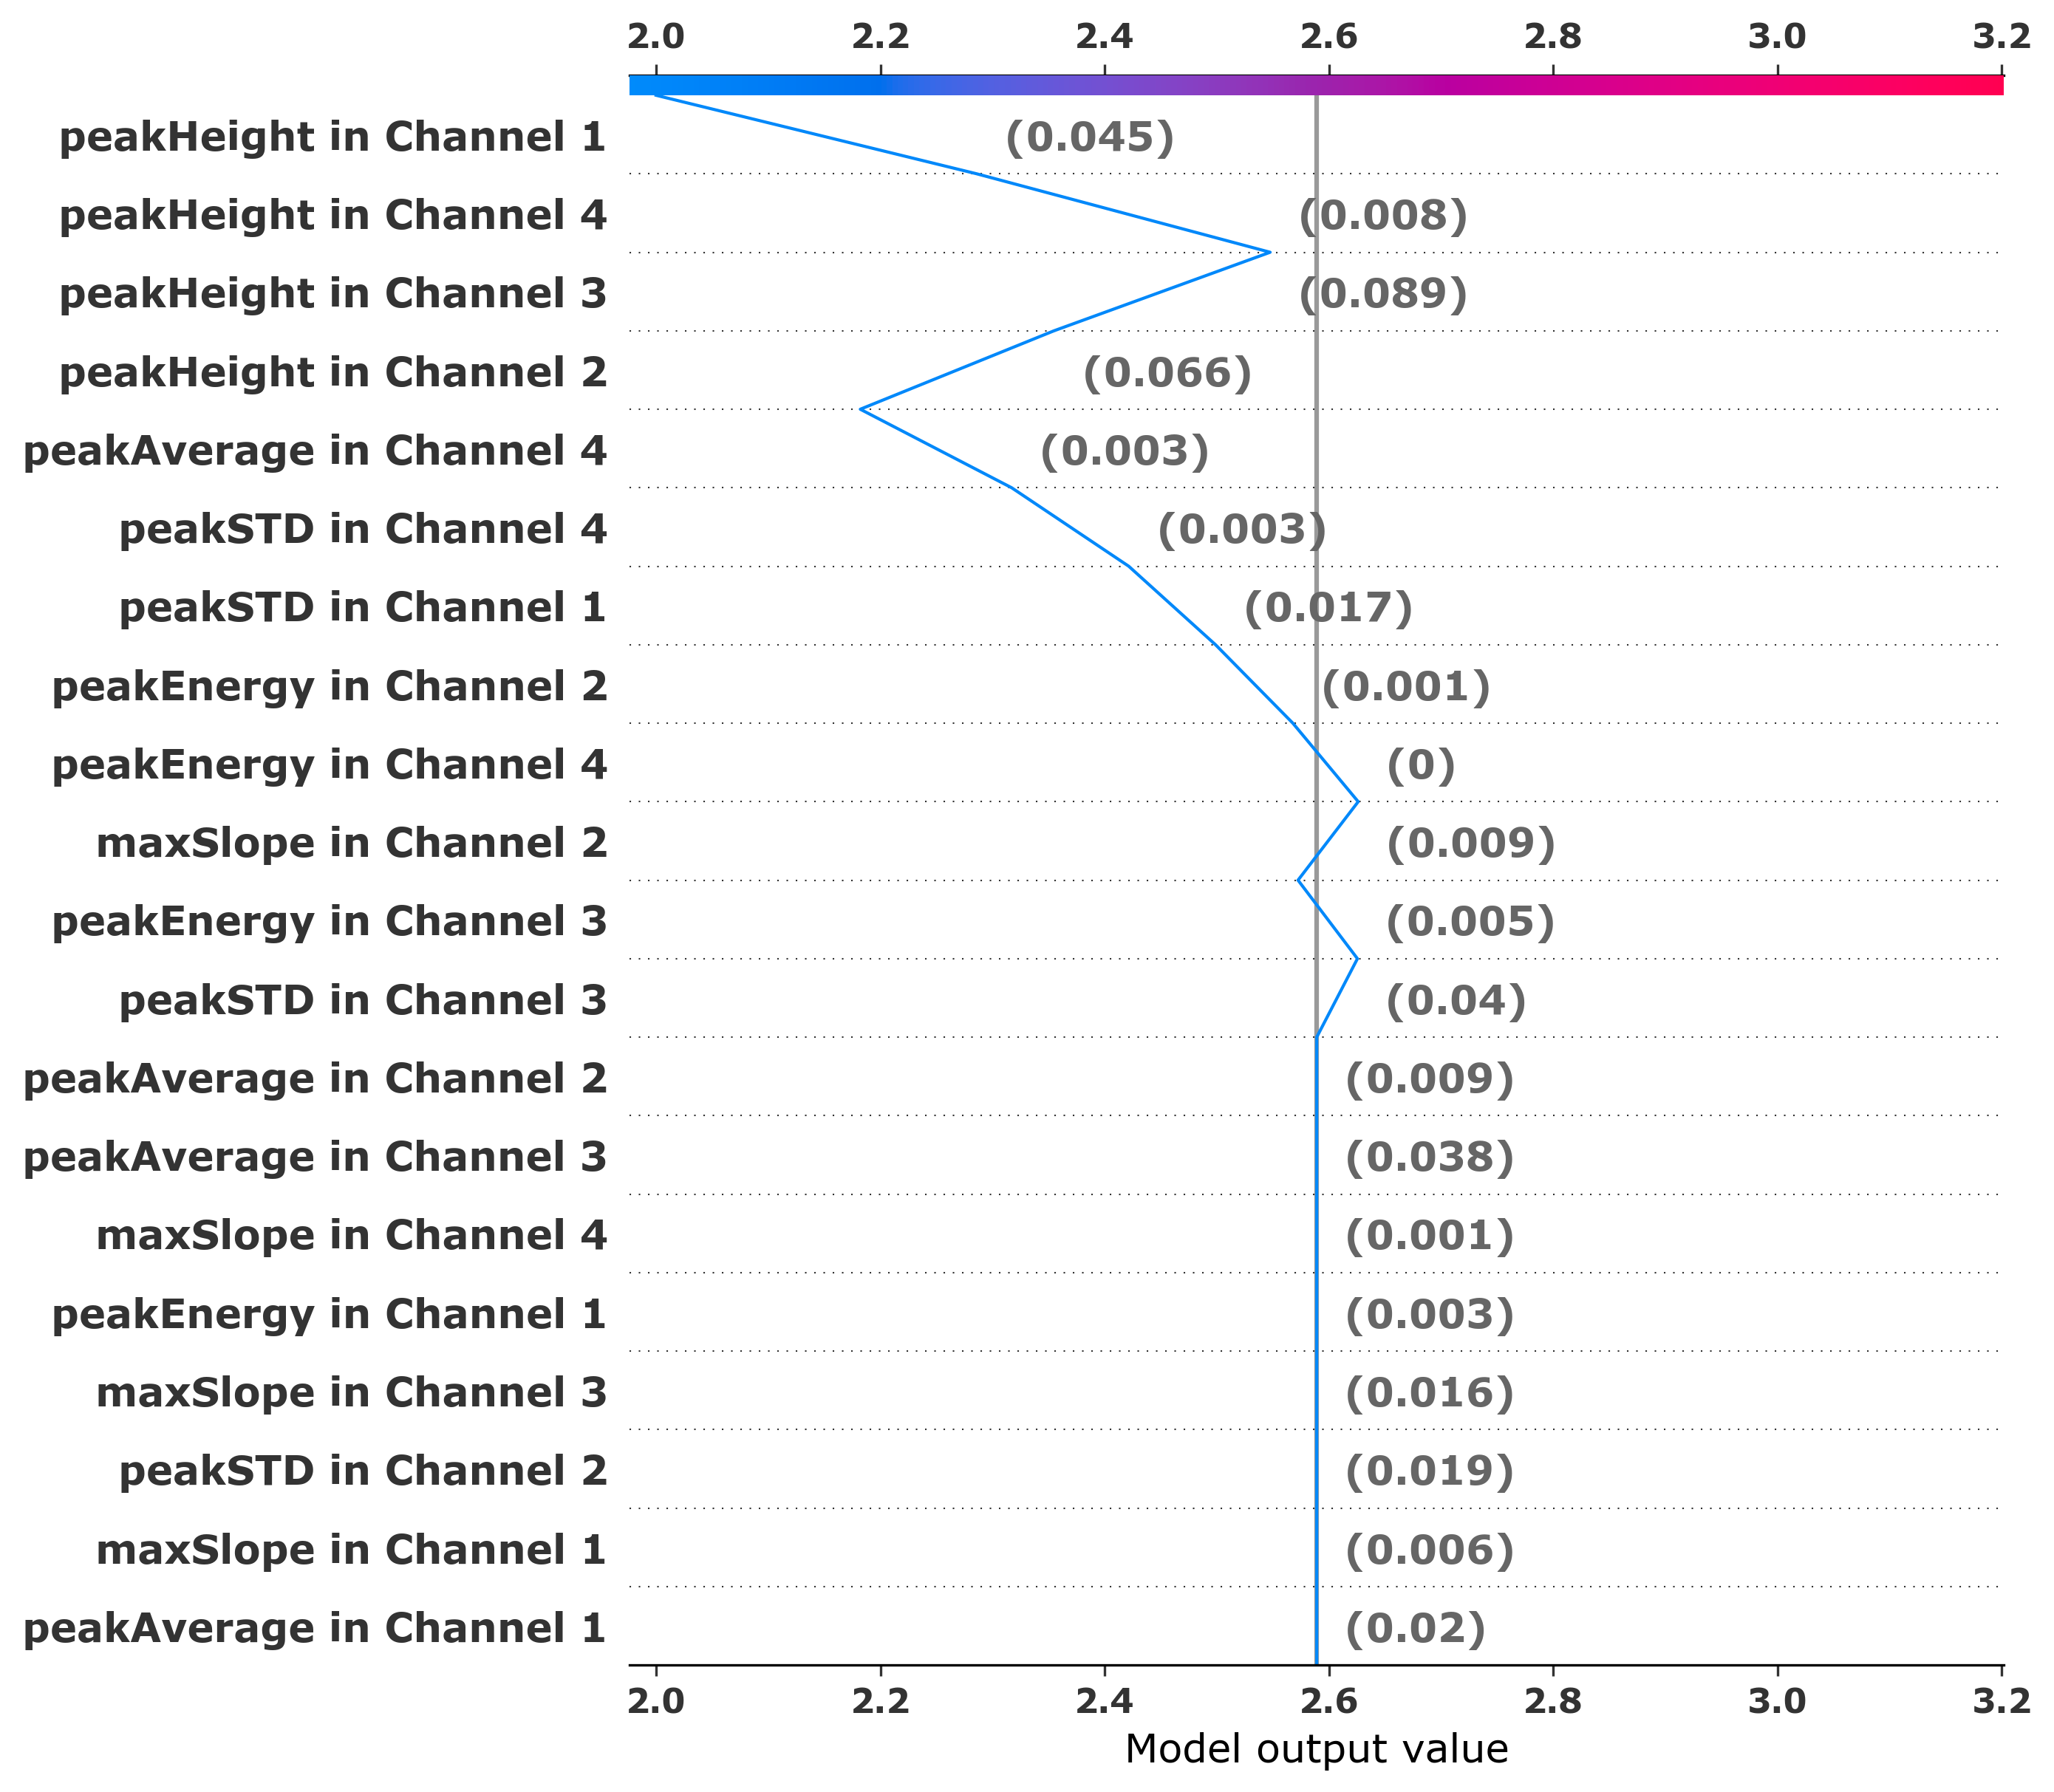 2.0 2.2 2.4 2.6 2.8 3.0 3.2
peakHeight in Channel 1 (0.045)
peakHeight in Channel 4 (0.008)
peakHeight in Channel 3 (0.089)
peakHeight in Channel 2 (0.066)
peakAverage in Channel 4 (0.003)
peakSTD in Channel 4 (0.003)
peakSTD in Channel 1 (0.017)
peakEnergy in Channel 2 (0.001)
peakEnergy in Channel 4 (0)
maxSlope in Channel 2 (0.009)
peakEnergy in Channel 3 (0.005)
peakSTD in Channel 3 (0.04)
peakAverage in Channel 2 (0.009)
peakAverage in Channel 3 (0.038)
maxSlope in Channel 4 (0.001)
peakEnergy in Channel 1 (0.003)
maxSlope in Channel 3 (0.016)
peakSTD in Channel 2 (0.019)
maxSlope in Channel 1 (0.006)
peakAverage in Channel 1 (0.02)
2.0 2.2 2.4 2.6 2.8 3.0 3.2
Model output value